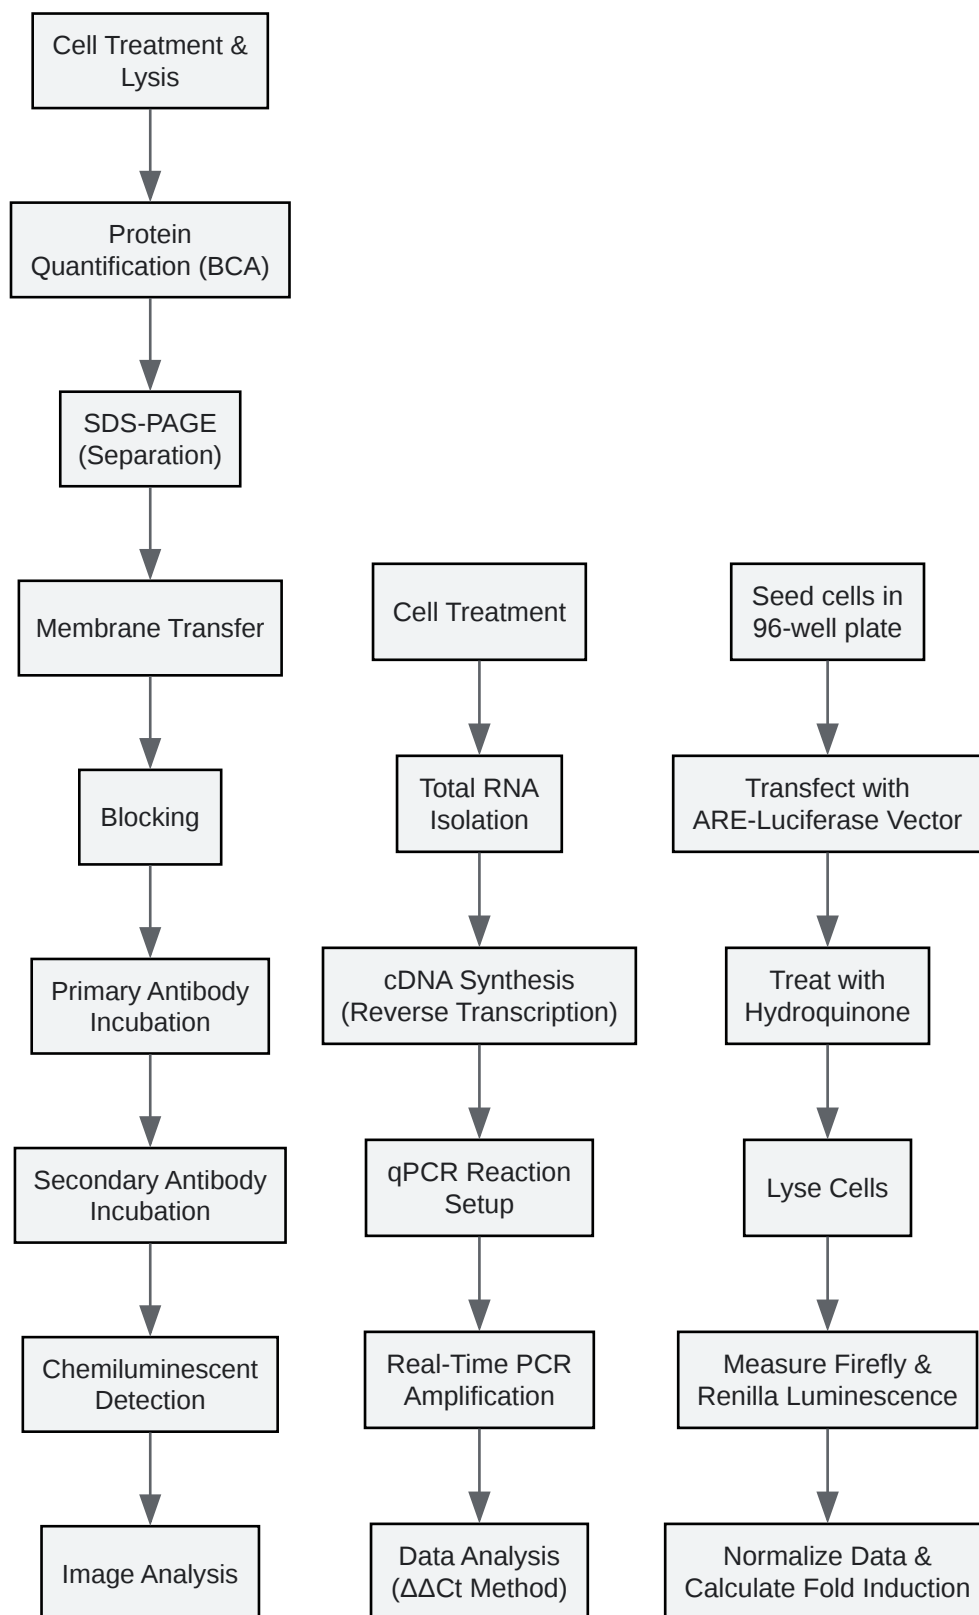 Cell Treatment &
Lysis
Protein
Quantification (BCA)
SDS-PAGE
(Separation)
Membrane Transfer
Blocking
Primary Antibody
Incubation
Secondary Antibody
Incubation
Chemiluminescent
Detection
Image Analysis
Cell Treatment
Total RNA
Isolation
cDNA Synthesis
(Reverse Transcription)
qPCR Reaction
Setup
Real-Time PCR
Amplification
Data Analysis
(ΔΔCt Method)
Seed cells in
96-well plate
Transfect with
ARE-Luciferase Vector
Treat with
Hydroquinone
Lyse Cells
Measure Firefly &
Renilla Luminescence
Normalize Data &
Calculate Fold Induction